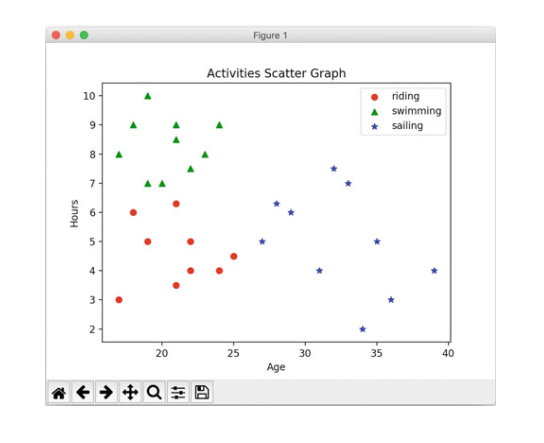 Figure 1
Activities Scatter Graph
riding
swimming
sailing
Hours
10
9
8
7
6
5
4
3
2
20 25 30 35 40
Age